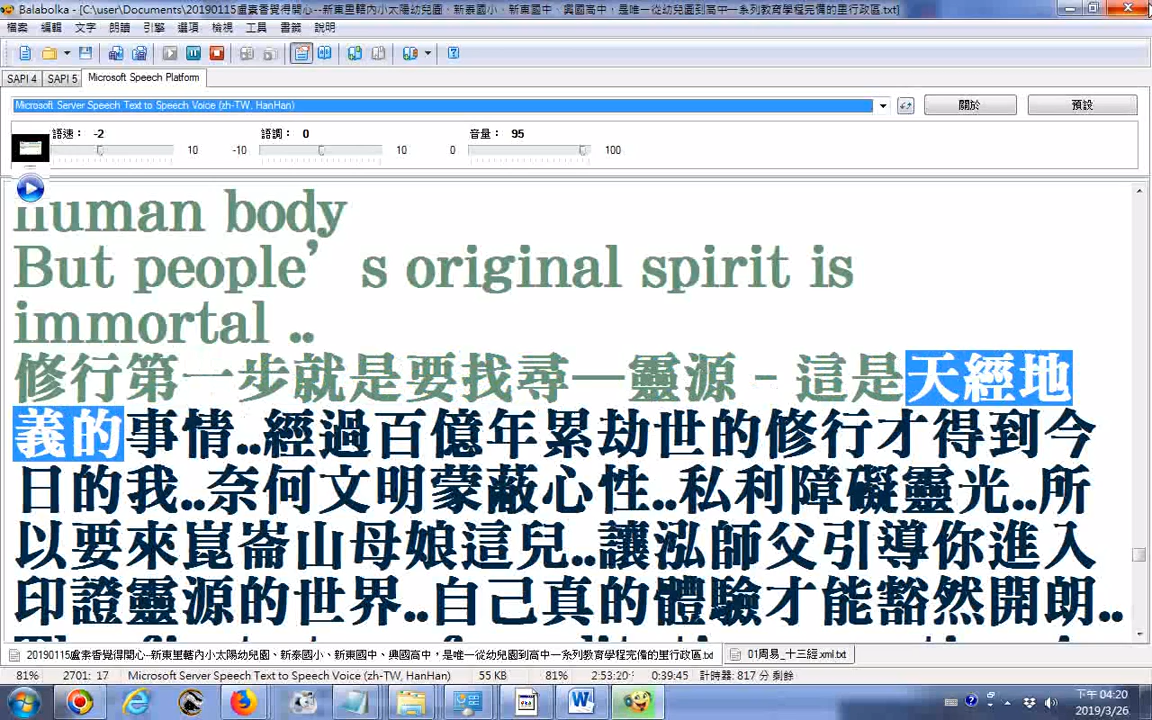 Balabolka - [C:\user\Documents\20190115盧素香覺得開心--新東里轄內小太陽幼兒園、新泰國小、新東國中、興國高中，是唯一從幼兒園到高中一系列教育學程完備的里行政區.txt]
檔案 編輯 文字 朗讀 引擎 選項 檢視 工具 書籤 說明
SAPI 4 SAPI 5 Microsoft Speech Platform
Microsoft Server Speech Text to Speech Voice (zh-TW, HanHan)
關於 預設
語速： -2 語調： 0 音量： 95
10 -10 10 0 100
human body
But people’s original spirit is
immortal ..
修行第一步就是要找尋—靈源－這是天經地
義的事情..經過百億年累劫世的修行才得到今
日的我..奈何文明蒙蔽心性..私利障礙靈光..所
以要來崑崙山母娘這兒..讓泓師父引導你進入
印證靈源的世界..自己真的體驗才能豁然開朗..
20190115盧素香覺得開心--新東里轄內小太陽幼兒園、新泰國小、新東國中、興國高中，是唯一從幼兒園到高中一系列教育學程完備的里行政區.txt 01周易_十三經.xml.txt
81% 2701: 17 Microsoft Server Speech Text to Speech Voice (zh-TW, HanHan) 55 KB 81% 2:53:20 0:39:45 計時器: 817 分 剩餘
下午 04:20
2019/3/26